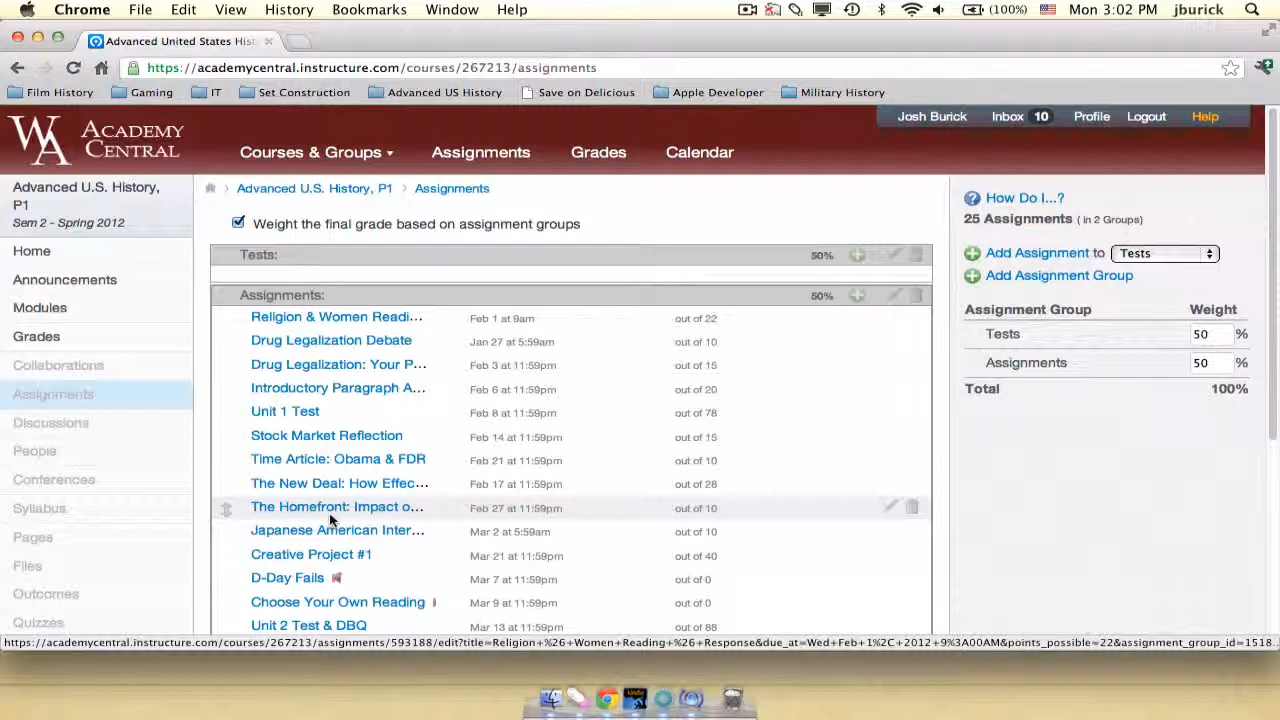 Chrome File Edit View History Bookmarks Window Help (100%) Mon 3:02 PM jburick
Advanced United States His
https://academycentral.instructure.com/courses/267213/assignments
Film History Gaming IT Set Construction Advanced US History Save on Delicious Apple Developer Military History
Josh Burick Inbox 10 Profile Logout Help
WA ACADEMY CENTRAL
Courses & Groups Assignments Grades Calendar
Advanced U.S. History, P1
Sem 2 - Spring 2012
Home
Announcements
Modules
Grades
Collaborations
Assignments
Discussions
People
Conferences
Syllabus
Pages
Files
Outcomes
Quizzes
Advanced U.S. History, P1 › Assignments
Weight the final grade based on assignment groups
Tests: 50%
Assignments: 50%
Religion & Women Readi... Feb 1 at 9am out of 22
Drug Legalization Debate Jan 27 at 5:59am out of 10
Drug Legalization: Your P... Feb 3 at 11:59pm out of 15
Introductory Paragraph A... Feb 6 at 11:59pm out of 20
Unit 1 Test Feb 8 at 11:59pm out of 78
Stock Market Reflection Feb 14 at 11:59pm out of 15
Time Article: Obama & FDR Feb 21 at 11:59pm out of 10
The New Deal: How Effec... Feb 17 at 11:59pm out of 28
The Homefront: Impact o... Feb 27 at 11:59pm out of 10
Japanese American Inter... Mar 2 at 5:59am out of 10
Creative Project #1 Mar 21 at 11:59pm out of 40
D-Day Fails Mar 7 at 11:59pm out of 0
Choose Your Own Reading Mar 9 at 11:59pm out of 0
Unit 2 Test & DBQ Mar 13 at 11:59pm out of 88
How Do I...?
25 Assignments ( in 2 Groups)
Add Assignment to Tests
Add Assignment Group
Assignment Group Weight
Tests 50 %
Assignments 50 %
Total 100%
https://academycentral.instructure.com/courses/267213/assignments/593188/edit?title=Religion+%26+Women+Reading+%26+Response&due_at=Wed+Feb+1%2C+2012+9%3A00AM&points_possible=22&assignment_group_id=1518...
kindle